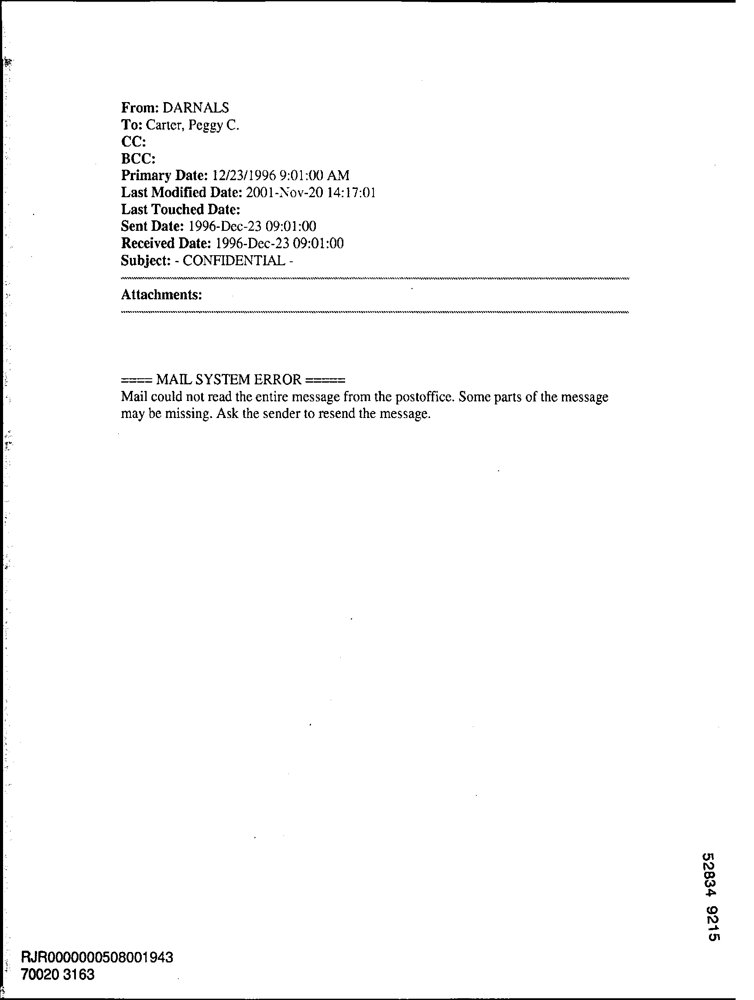 From: DARNALS
To: Carter, Peggy C.
CC:
BCC:
Primary Date: 12/23/1996 9:01:00 AM
Last Modified Date: 2001-Nov-20 14:17:01
Last Touched Date:
Sent Date: 1996-Dec-23 09:01:00
Received Date: 1996-Dec-23 09:01:00
Subject: - CONFIDENTIAL -
Attachments:
==== MAIL SYSTEM ERROR =====
Mail could not read the entire message from the postoffice. Some parts of the message
may be missing. Ask the sender to resend the message.
52834 9215
RJR0000000508001943
70020 3163